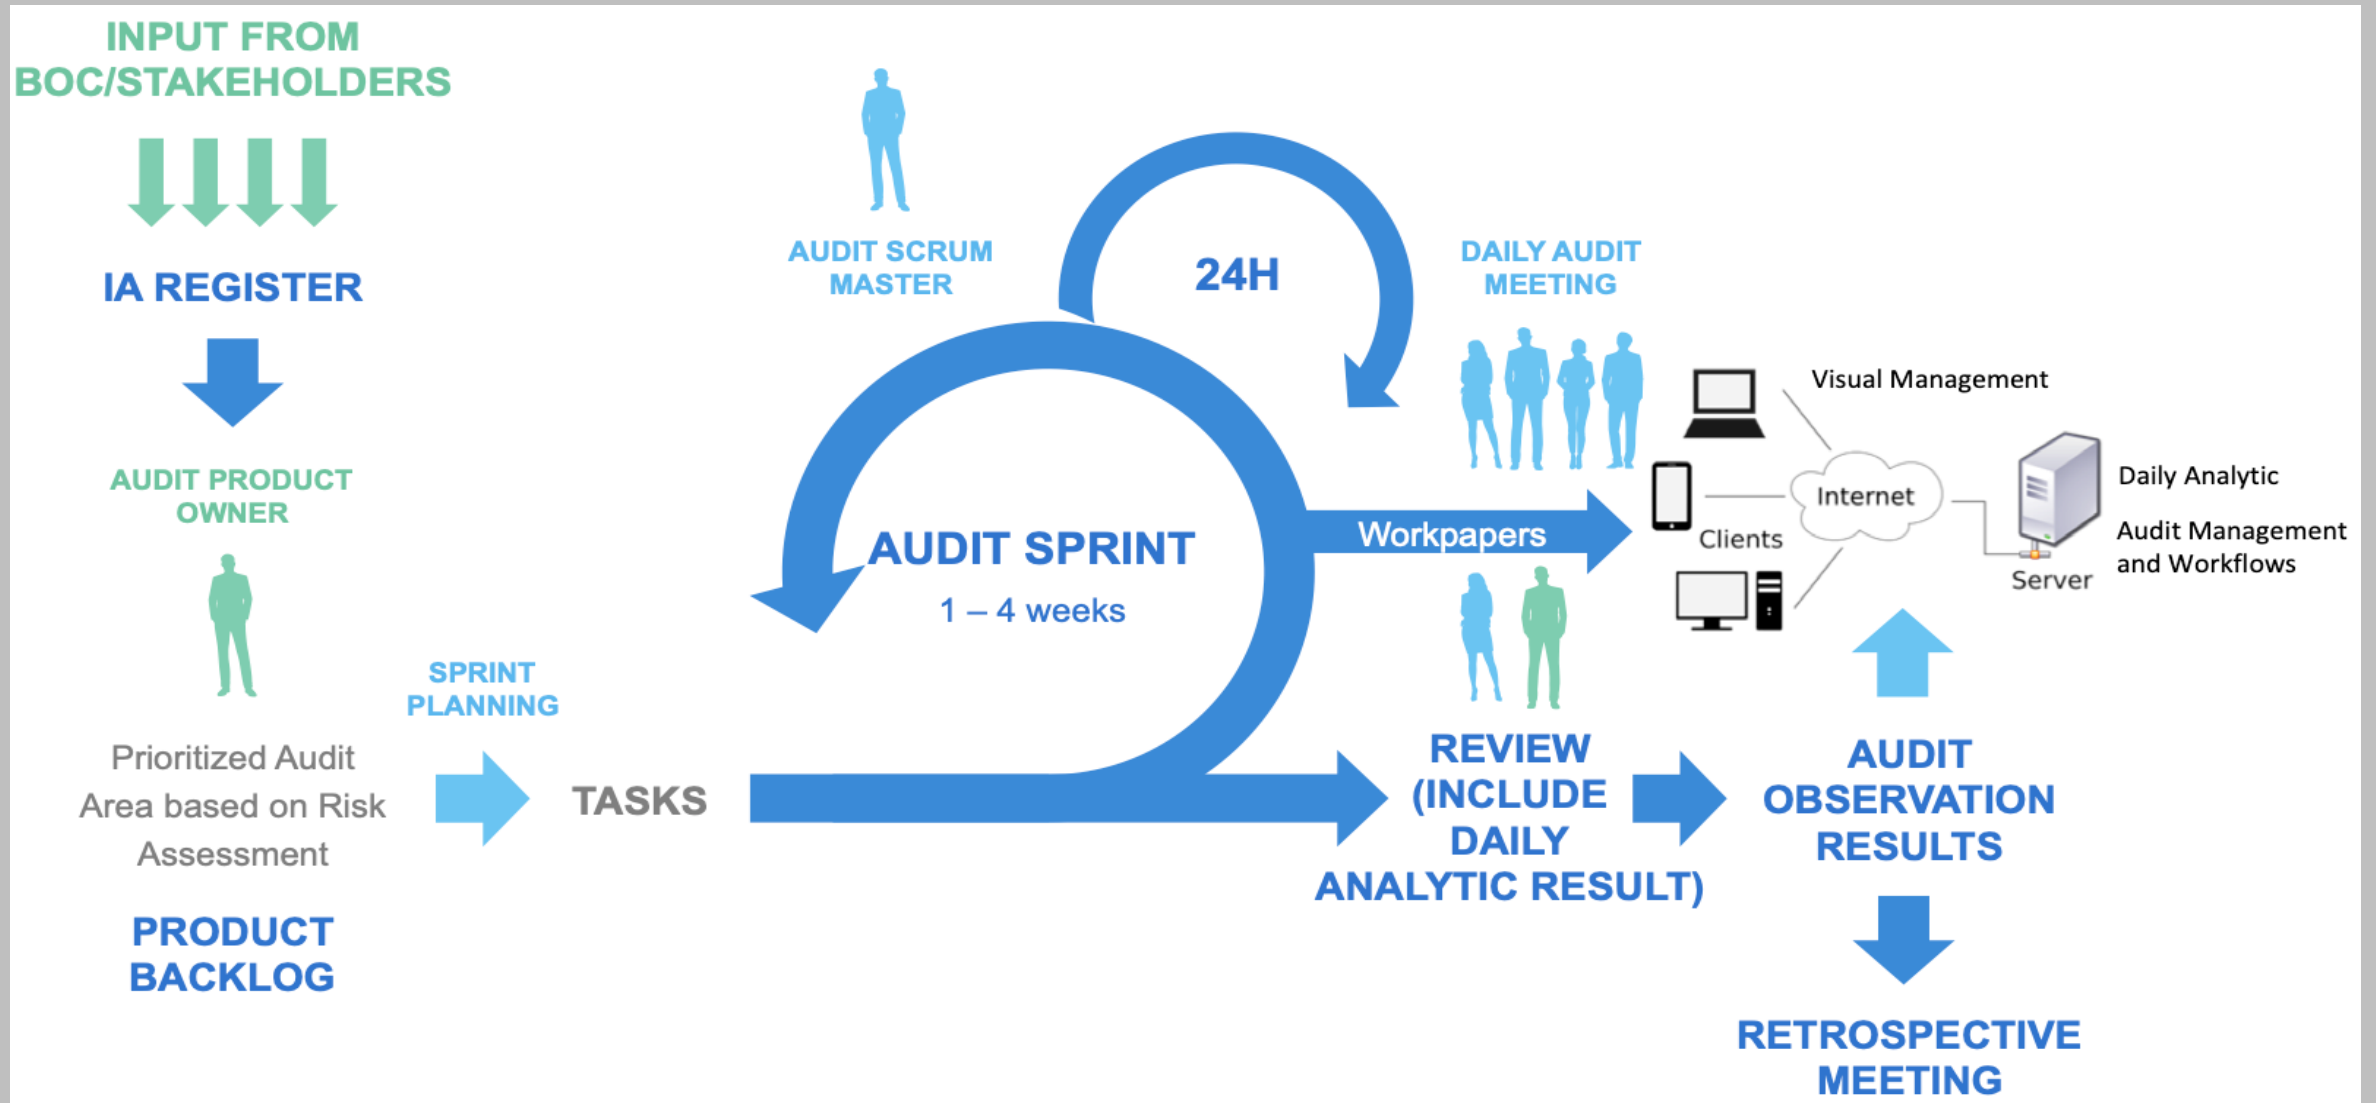 INPUT FROM
BOC/STAKEHOLDERS
IA REGISTER
AUDIT PRODUCT
OWNER
Prioritized Audit
Area based on Risk
Assessment
PRODUCT
BACKLOG
SPRINT
PLANNING
TASKS
AUDIT SCRUM
MASTER
24H
AUDIT SPRINT
1 – 4 weeks
DAILY AUDIT
MEETING
Workpapers
REVIEW
(INCLUDE
DAILY
ANALYTIC RESULT)
Visual Management
Internet
Clients
Server
Daily Analytic
Audit Management
and Workflows
AUDIT
OBSERVATION
RESULTS
RETROSPECTIVE
MEETING